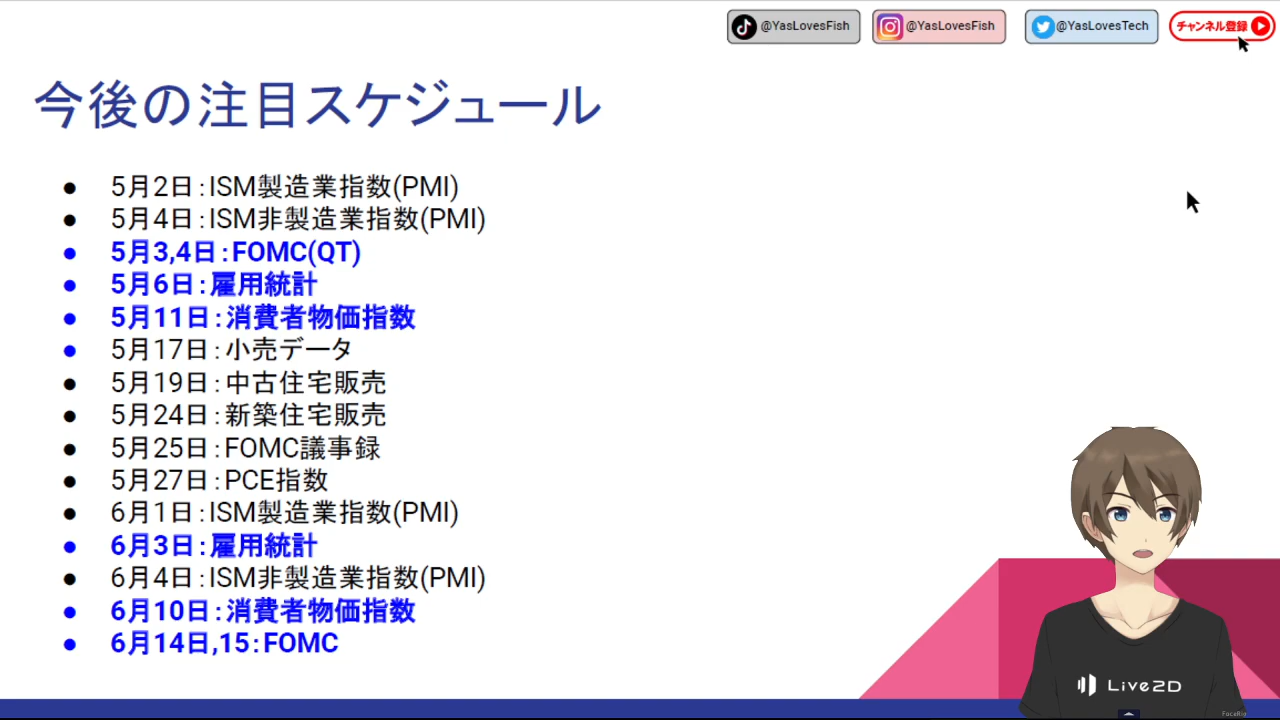 @YasLovesFish
@YasLovesFish
@YasLovesTech
チャンネル登録
今後の注目スケジュール
● 5月2日:ISM製造業指数(PMI)
● 5月4日:ISM非製造業指数(PMI)
● 5月3,4日:FOMC(QT)
● 5月6日:雇用統計
● 5月11日:消費者物価指数
● 5月17日:小売データ
● 5月19日:中古住宅販売
● 5月24日:新築住宅販売
● 5月25日:FOMC議事録
● 5月27日:PCE指数
● 6月1日:ISM製造業指数(PMI)
● 6月3日:雇用統計
● 6月4日:ISM非製造業指数(PMI)
● 6月10日:消費者物価指数
● 6月14日,15:FOMC
Live2D
FaceRig